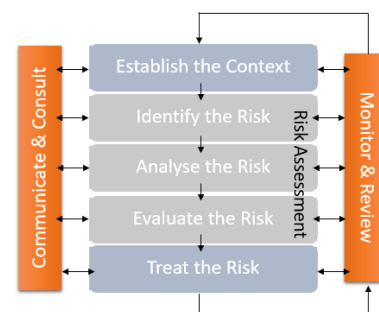 Establish the Context
Identify the Risk
Analyse the Risk
Evaluate the Risk
Treat the Risk
Communicate & Consult
Risk Assessment
Monitor & Review